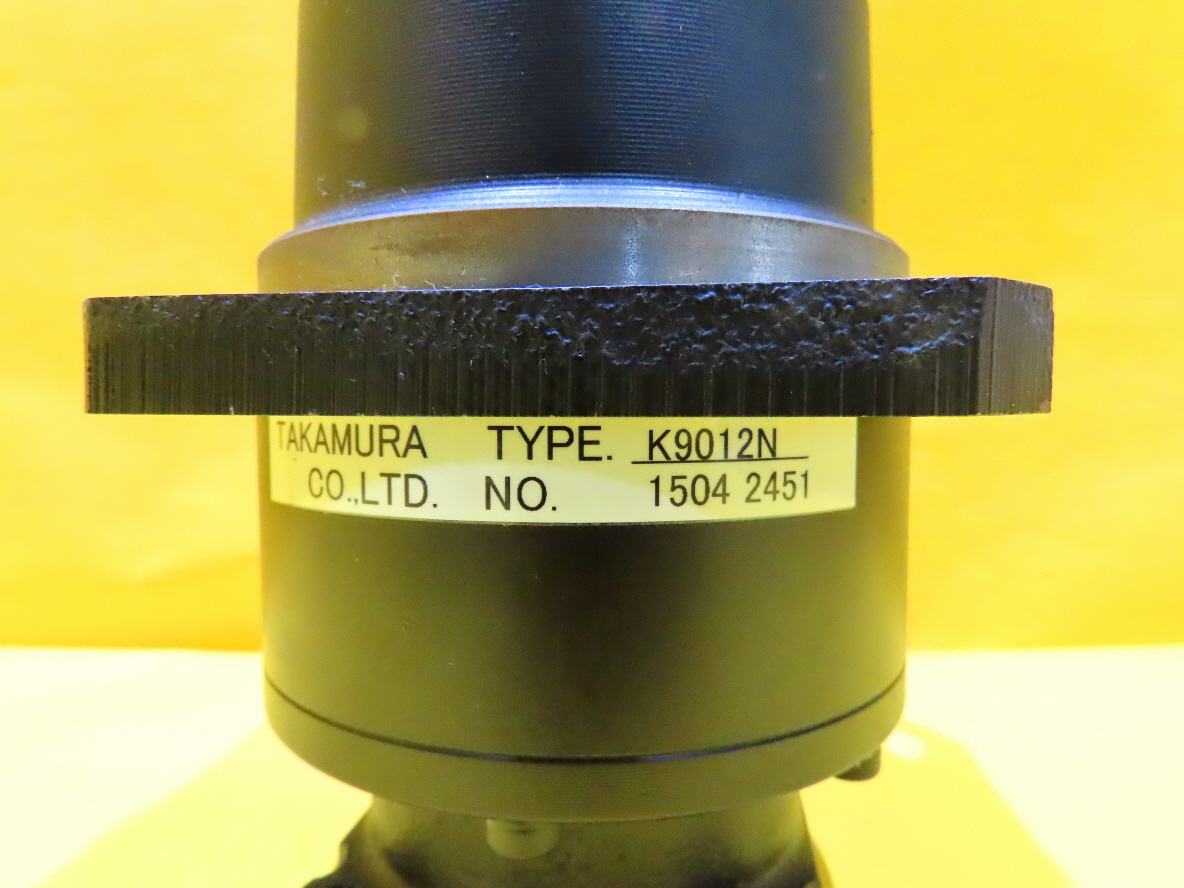 TAKAMURA TYPE. K9012N
CO.,LTD. NO. 1504 2451